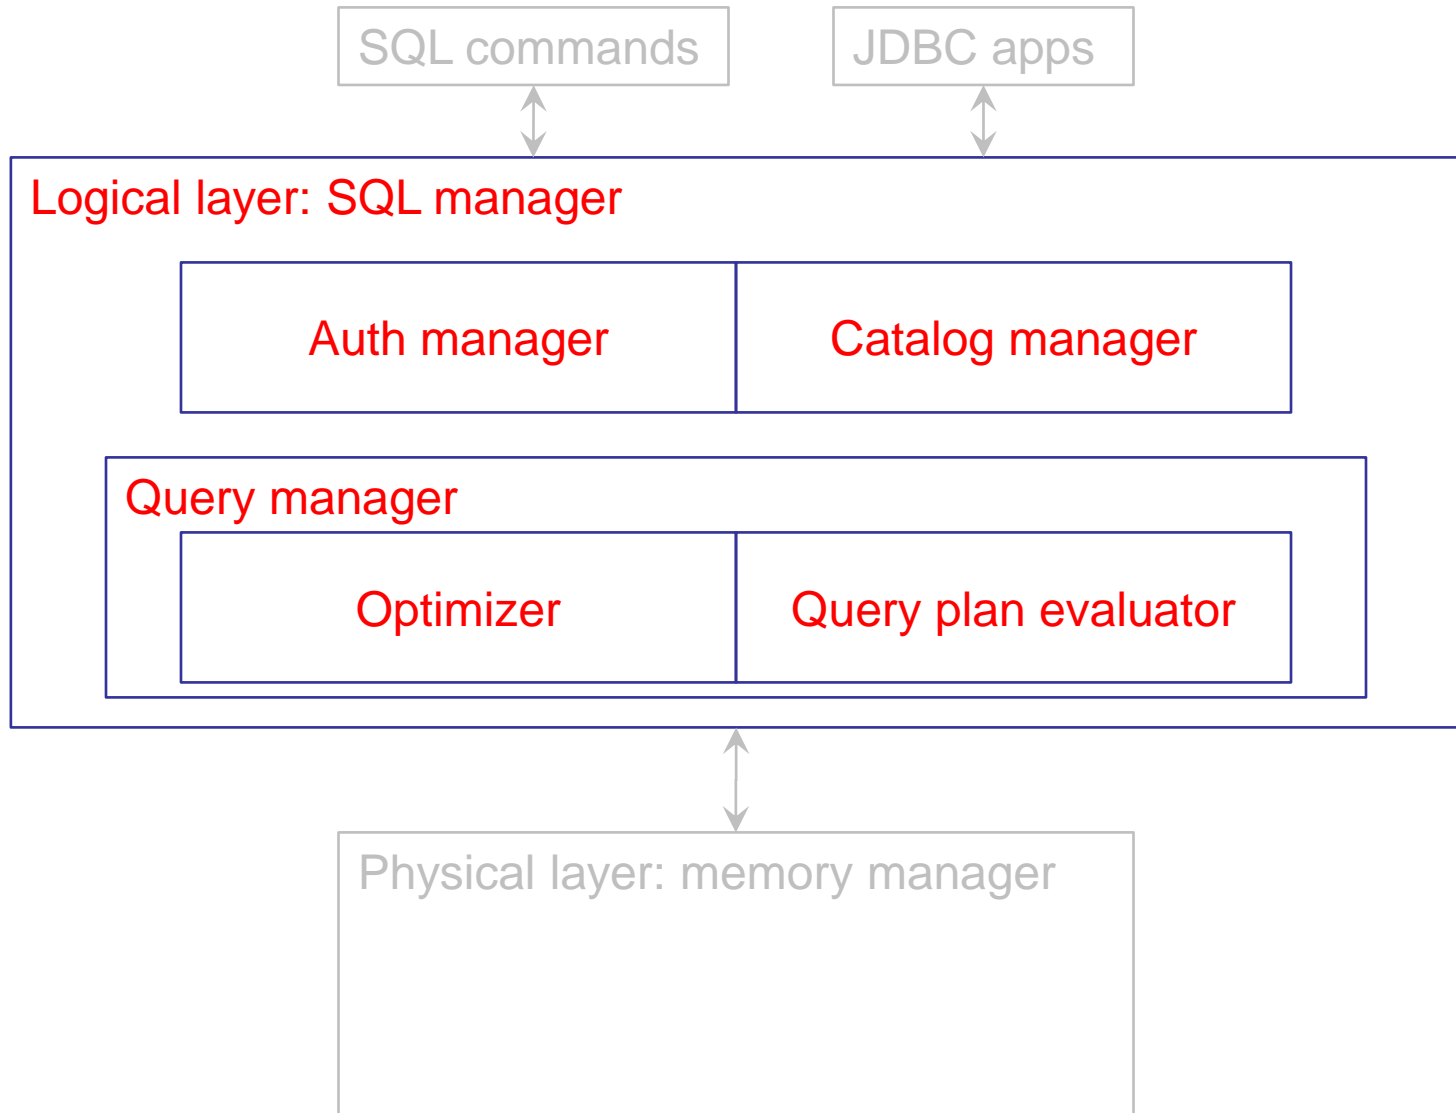 SQL commands
JDBC apps
Logical layer: SQL manager
Auth manager
Catalog manager
Query manager
Optimizer
Query plan evaluator
Physical layer: memory manager